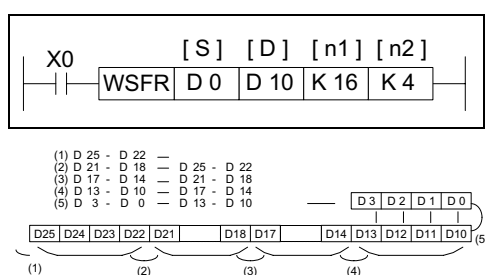 [ S ] [ D ] [ n1 ] [ n2 ]
X0
WSFR D 0 D 10 K 16 K 4
(1) D 25 - D 22 —
(2) D 21 - D 18 — D 25 - D 22
(3) D 17 - D 14 — D 21 - D 18
(4) D 13 - D 10 — D 17 - D 14
(5) D 3 - D 0 — D 13 - D 10
D 3 D 2 D 1 D 0
D25 D24 D23 D22 D21 D18 D17 D14 D13 D12 D11 D10 (5
(1) (2) (3) (4)